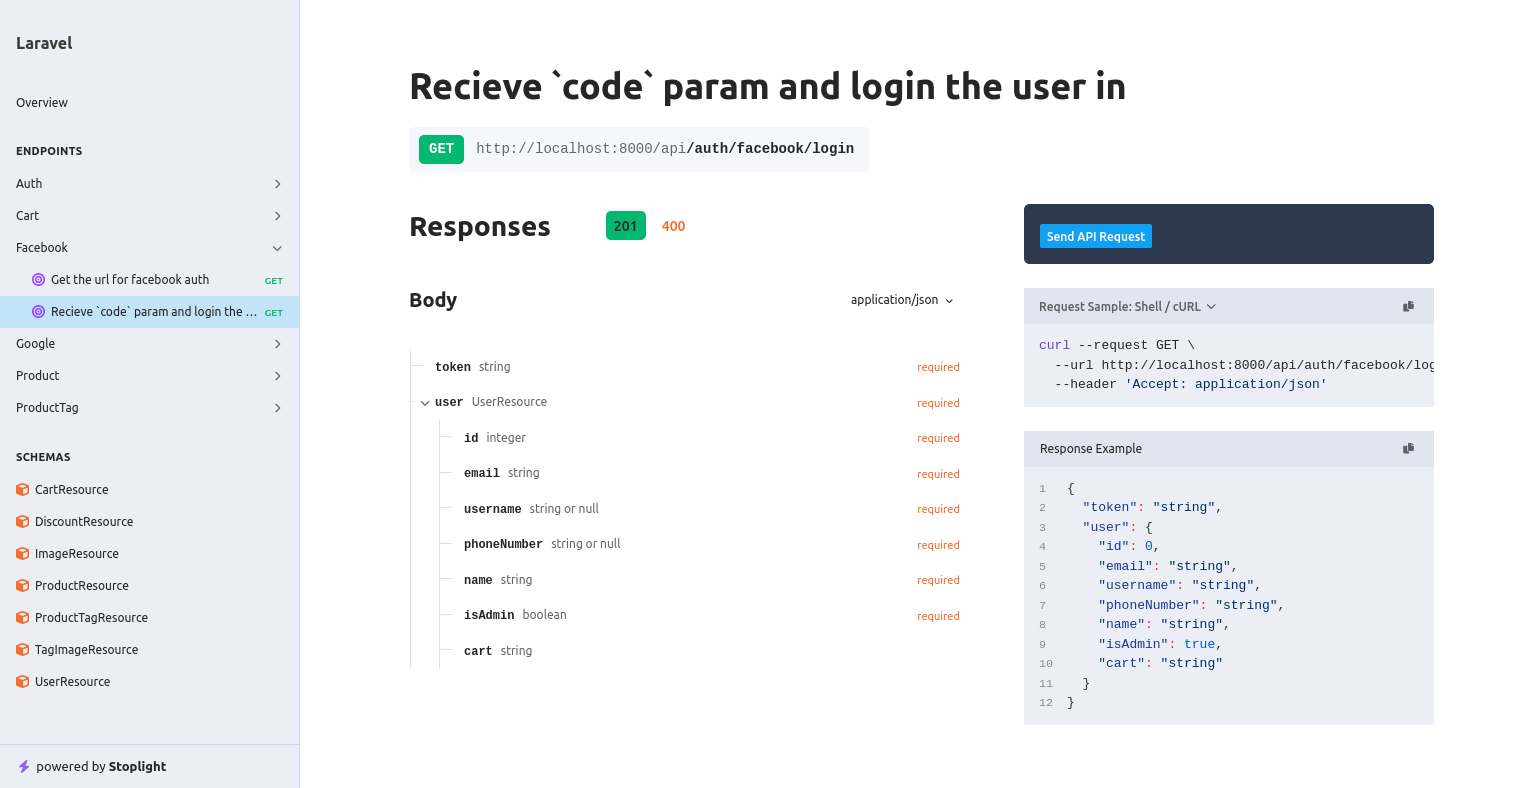 Laravel
Overview
ENDPOINTS
Auth
Cart
Facebook
Get the url for facebook auth GET
Recieve `code` param and login the ... GET
Google
Product
ProductTag
SCHEMAS
CartResource
DiscountResource
ImageResource
ProductResource
ProductTagResource
TagImageResource
UserResource
powered by Stoplight
Recieve `code` param and login the user in
GET http://localhost:8000/api/auth/facebook/login
Responses 201 400
Body application/json
token string required
user UserResource required
id integer required
email string required
username string or null required
phoneNumber string or null required
name string required
isAdmin boolean required
cart string
Send API Request
Request Sample: Shell / cURL
curl --request GET \
--url http://localhost:8000/api/auth/facebook/log
--header 'Accept: application/json'
Response Example
1 {
2 "token": "string",
3 "user": {
4 "id": 0,
5 "email": "string",
6 "username": "string",
7 "phoneNumber": "string",
8 "name": "string",
9 "isAdmin": true,
10 "cart": "string"
11 }
12 }